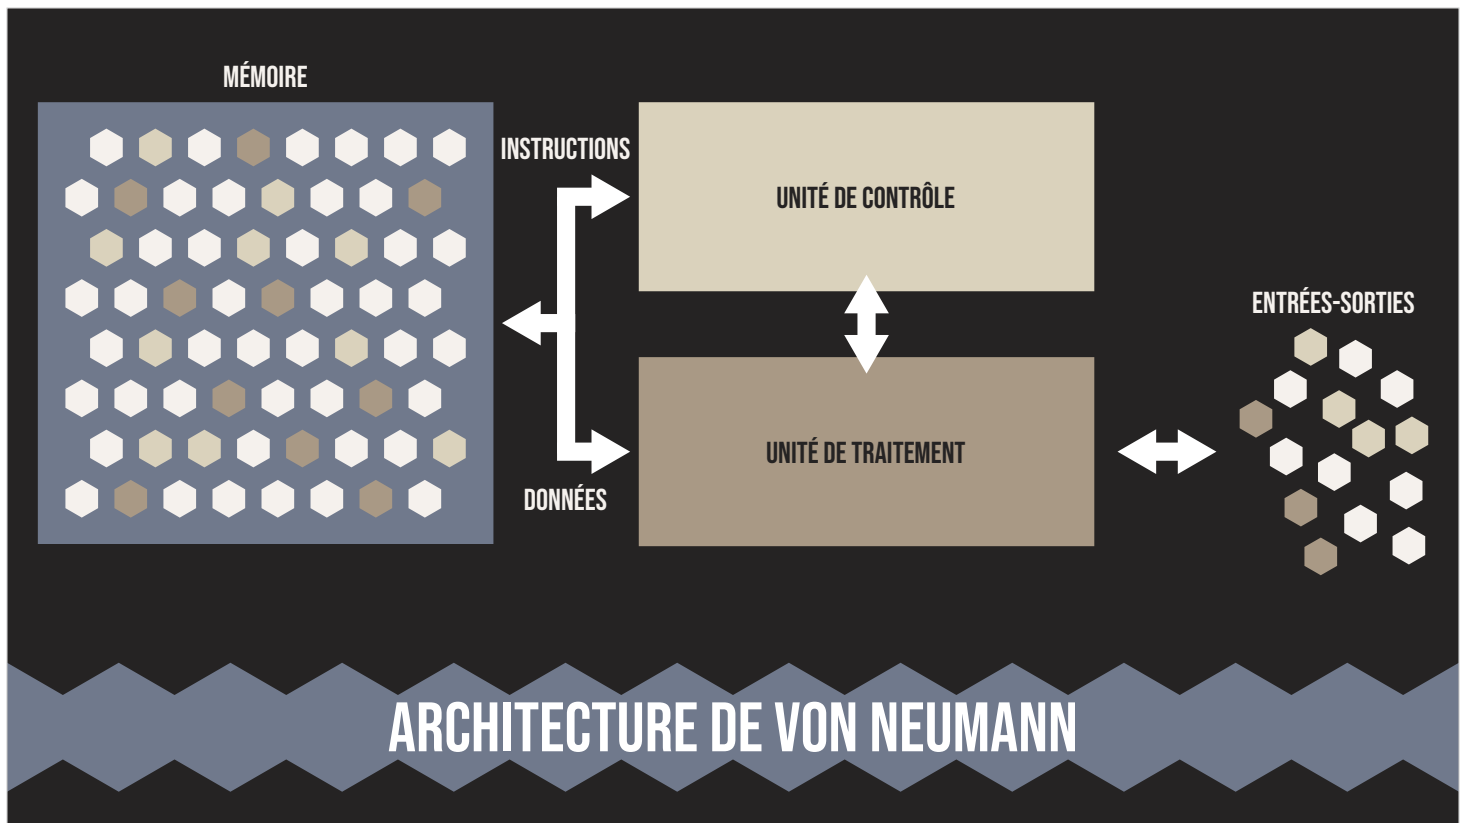 MÉMOIRE
INSTRUCTIONS
UNITÉ DE CONTRÔLE
ENTRÉES-SORTIES
UNITÉ DE TRAITEMENT
DONNÉES
ARCHITECTURE DE VON NEUMANN